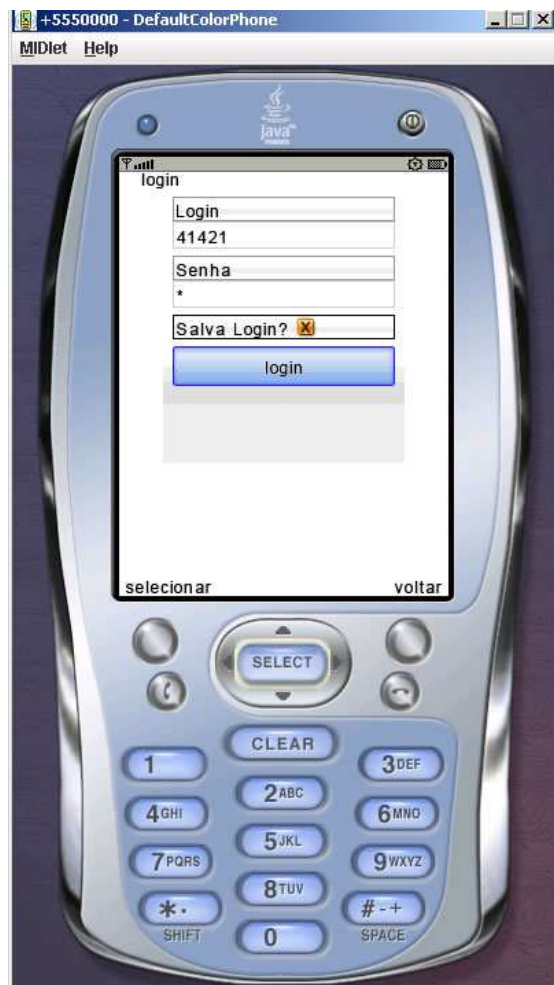 +5550000 - DefaultColorPhone
MIDlet Help
Java
login
Login
41421
Senha
*
Salva Login? X
login
selecionar voltar
SELECT
CLEAR
1
2ABC
3DEF
4GHI
5JKL
6MNO
7PQRS
8TUV
9WXYZ
*.
SHIFT
0
#-+
SPACE